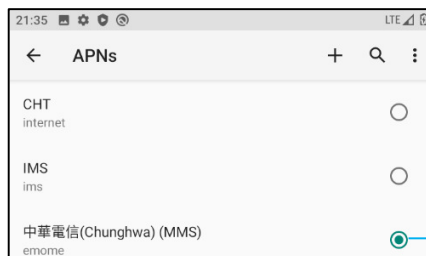 21:35 LTE
APNs
CHT
internet
IMS
ims
中華電信(Chunghwa) (MMS)
emome